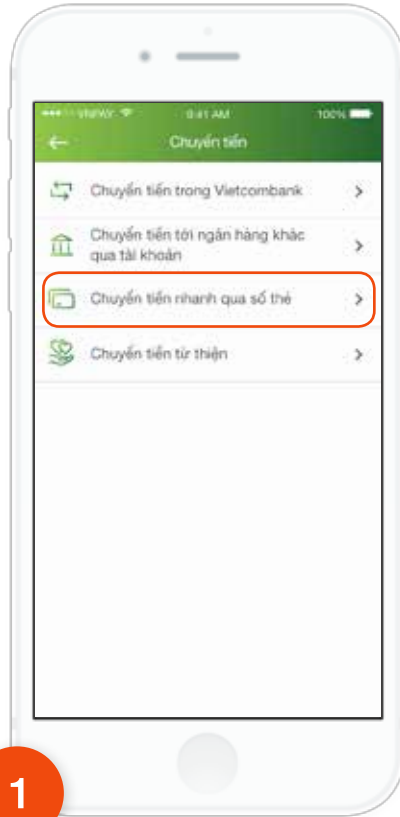 9:41 AM
100%
Chuyển tiền
Chuyển tiền trong Vietcombank
Chuyển tiền tới ngân hàng khác
qua tài khoản
Chuyển tiền nhanh qua số thẻ
Chuyển tiền từ thiện
1